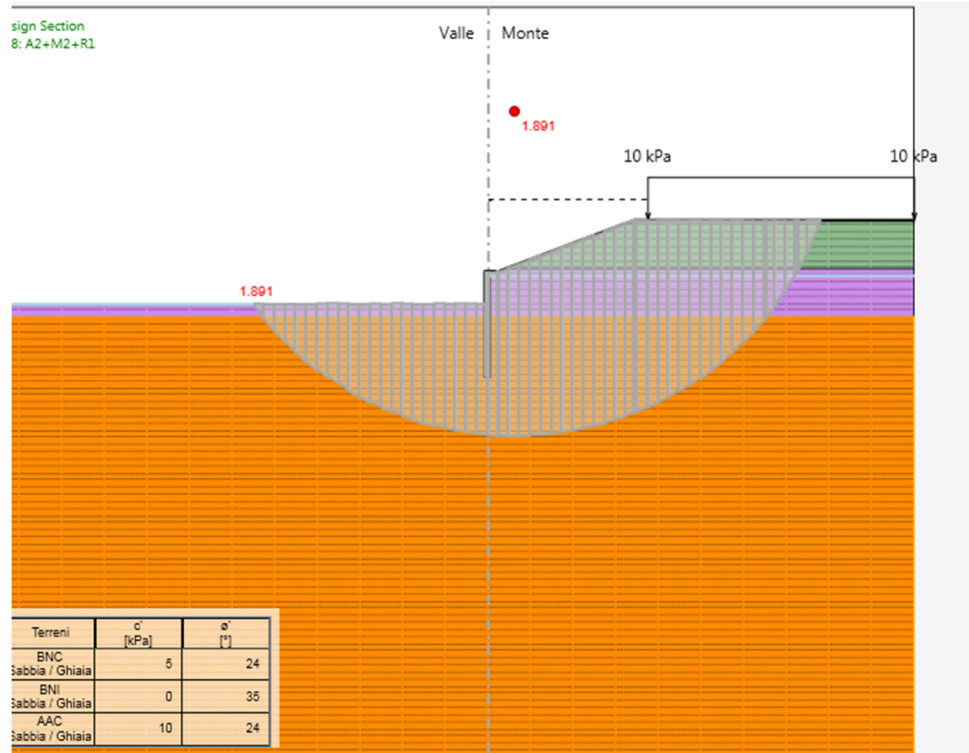 sign Section
8: A2+M2+R1
Valle Monte
1.891
10 kPa 10 kPa
1.891
Terreni c' [kPa] ø' [°]
BNC
Sabbia / Ghiaia 5 24
BNI
Sabbia / Ghiaia 0 35
AAC
Sabbia / Ghiaia 10 24